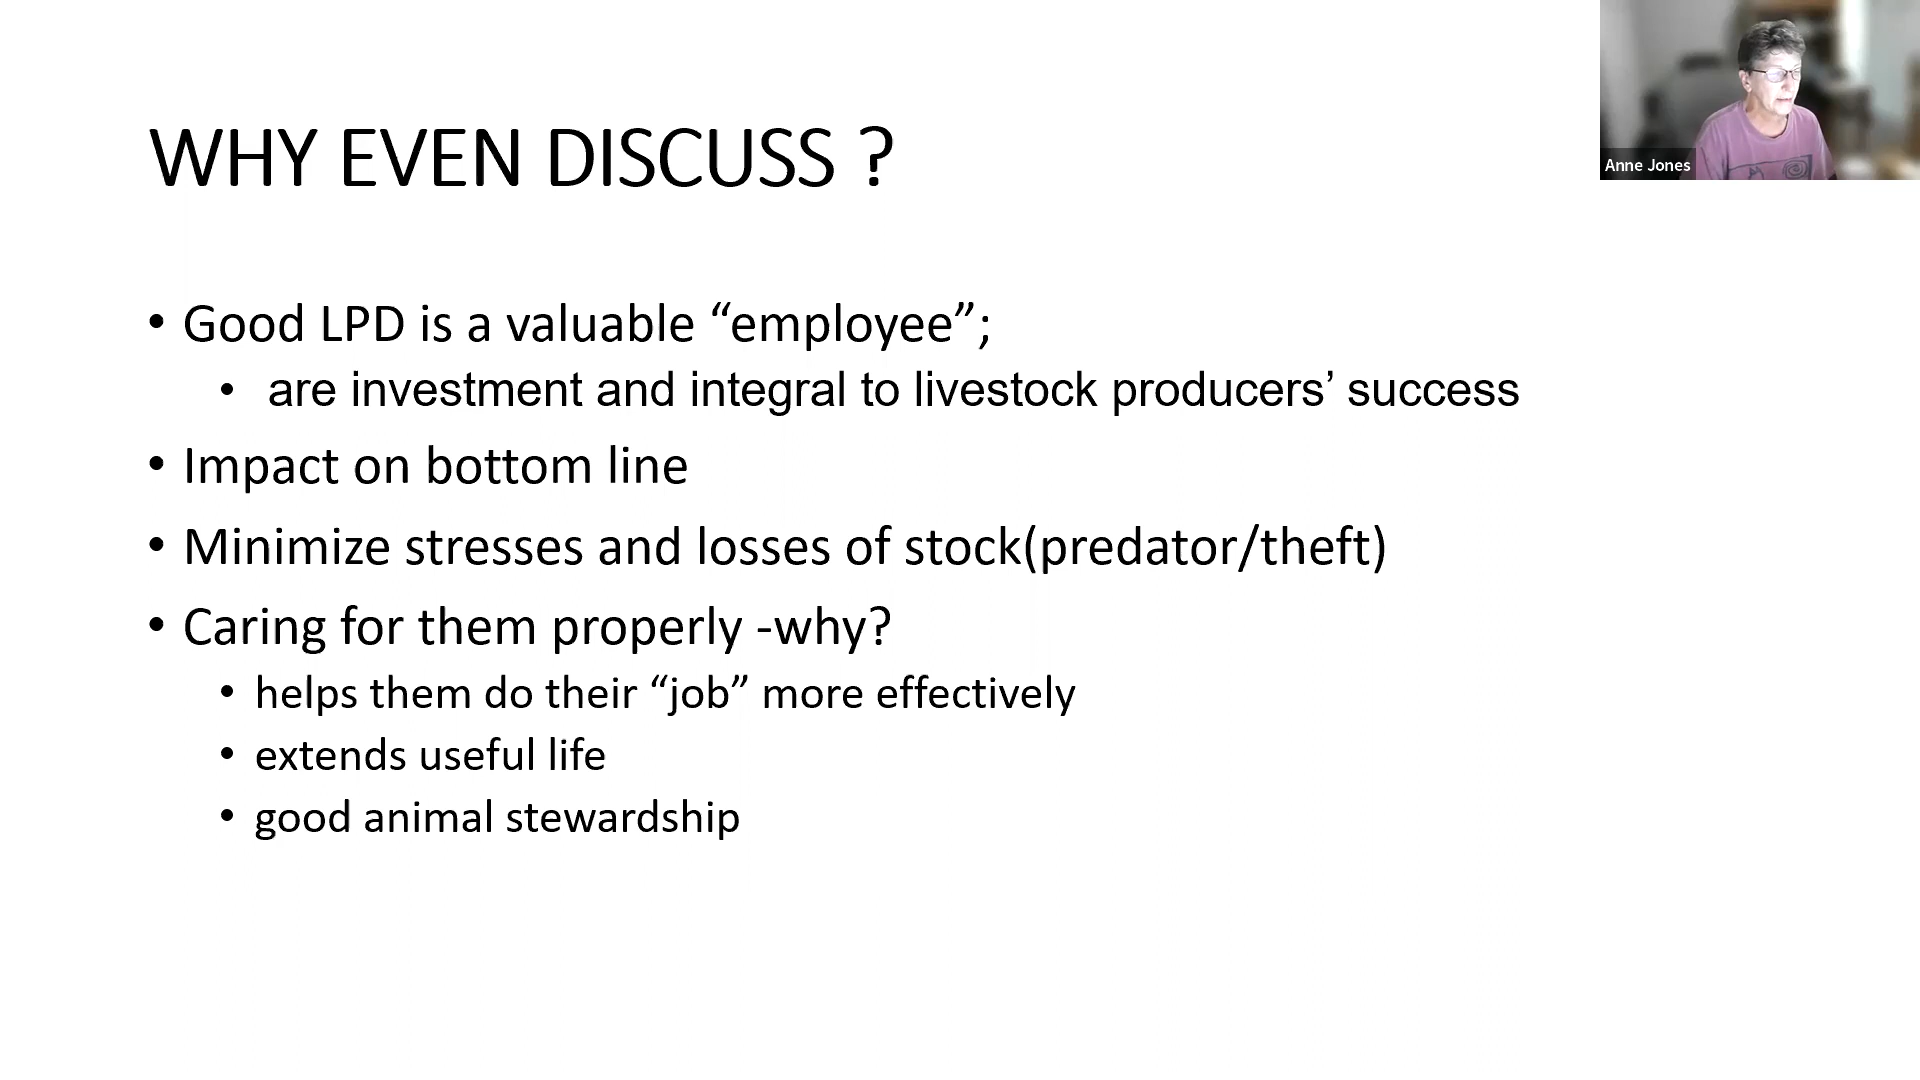 Anne Jones
WHY EVEN DISCUSS ?
• Good LPD is a valuable “employee”;
• are investment and integral to livestock producers’ success
• Impact on bottom line
• Minimize stresses and losses of stock(predator/theft)
• Caring for them properly -why?
• helps them do their “job” more effectively
• extends useful life
• good animal stewardship